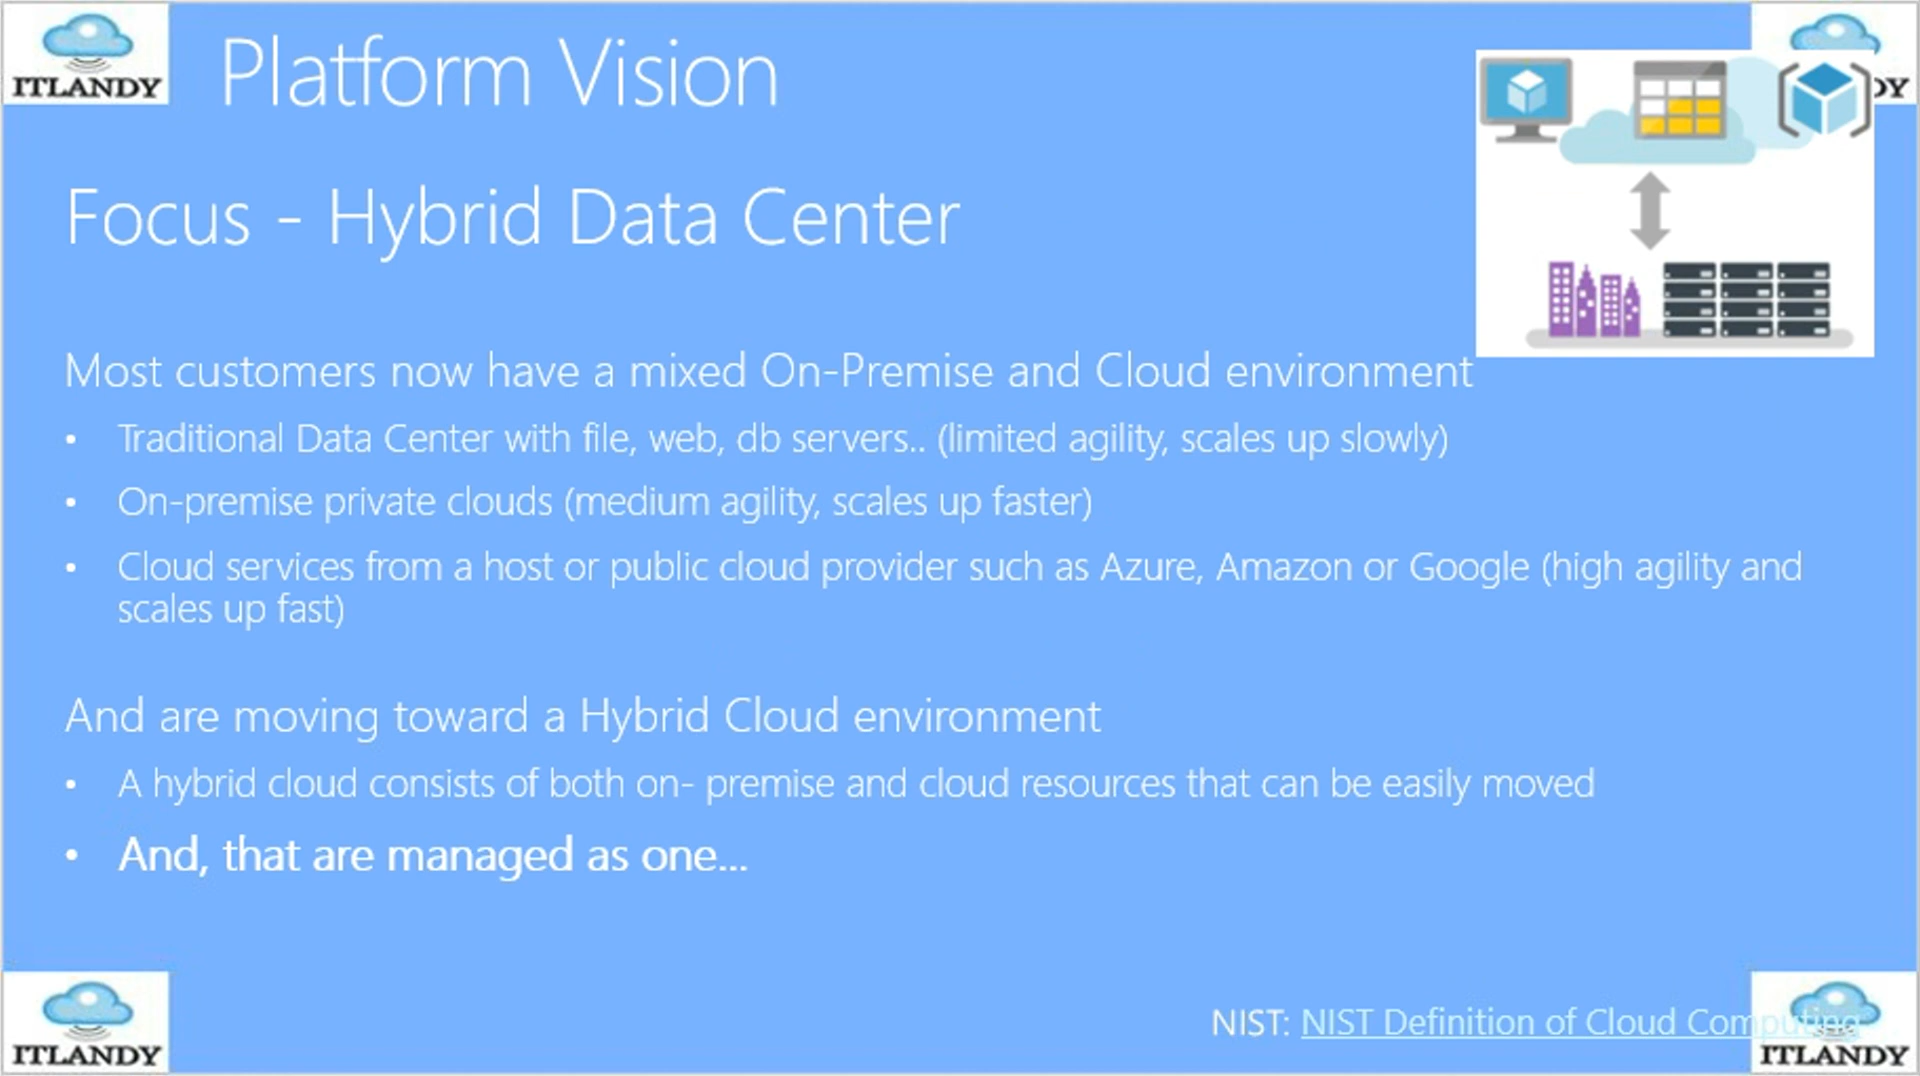 ITLANDY
Platform Vision
DY
Focus - Hybrid Data Center
Most customers now have a mixed On-Premise and Cloud environment
• Traditional Data Center with file, web, db servers.. (limited agility, scales up slowly)
• On-premise private clouds (medium agility, scales up faster)
• Cloud services from a host or public cloud provider such as Azure, Amazon or Google (high agility and
scales up fast)
And are moving toward a Hybrid Cloud environment
• A hybrid cloud consists of both on- premise and cloud resources that can be easily moved
• And, that are managed as one...
NIST: NIST Definition of Cloud Computing
ITLANDY
ITLANDY